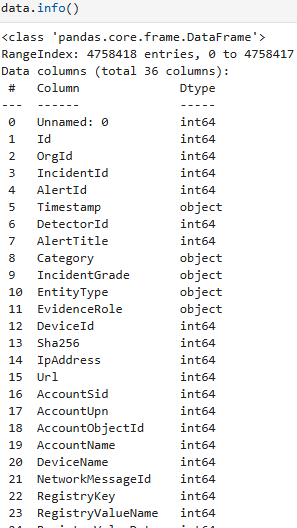 data.info()
<class 'pandas.core.frame.DataFrame'>
RangeIndex: 4758418 entries, 0 to 4758417
Data columns (total 36 columns):
 #   Column             Dtype
---  ------             -----
 0   Unnamed: 0         int64
 1   Id                 int64
 2   OrgId              int64
 3   IncidentId         int64
 4   AlertId            int64
 5   Timestamp          object
 6   DetectorId         int64
 7   AlertTitle         int64
 8   Category           object
 9   IncidentGrade      object
 10  EntityType         object
 11  EvidenceRole       object
 12  DeviceId           int64
 13  Sha256             int64
 14  IpAddress          int64
 15  Url                int64
 16  AccountSid         int64
 17  AccountUpn         int64
 18  AccountObjectId    int64
 19  AccountName        int64
 20  DeviceName         int64
 21  NetworkMessageId   int64
 22  RegistryKey        int64
 23  RegistryValueName  int64